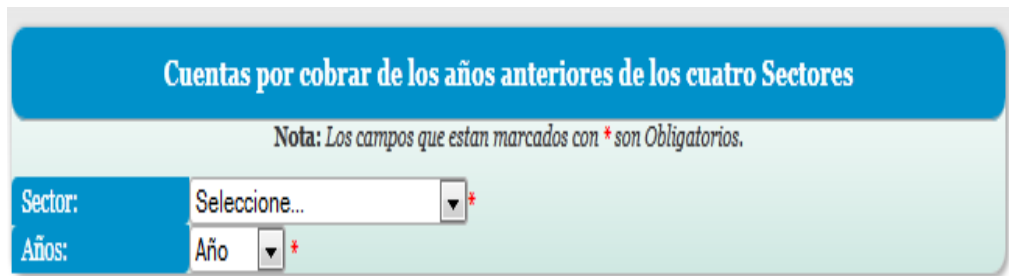 Cuentas por cobrar de los años anteriores de los cuatro Sectores
Nota: Los campos que estan marcados con * son Obligatorios.
Sector: Seleccione... *
Años: Año *